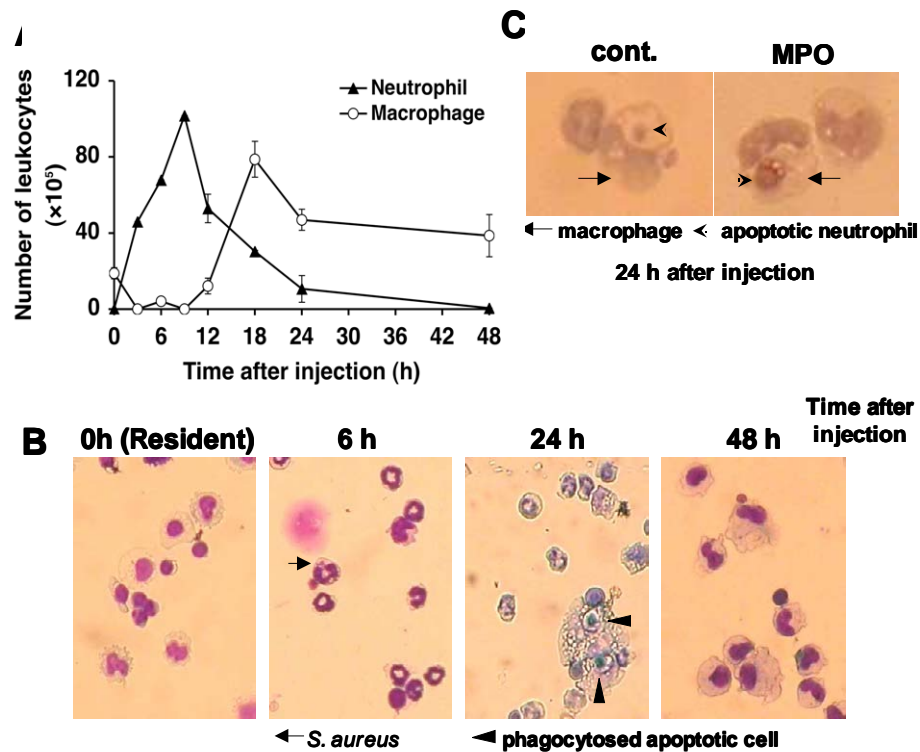 C
cont.
MPO
120
80
40
0
Number of leukocytes
(×10⁵)
Neutrophil
Macrophage
0 6 12 18 24 30 36 42 48
Time after injection (h)
macrophage
apoptotic neutrophil
24 h after injection
B
0h (Resident)
6 h
24 h
48 h
Time after
injection
S. aureus
phagocytosed apoptotic cell